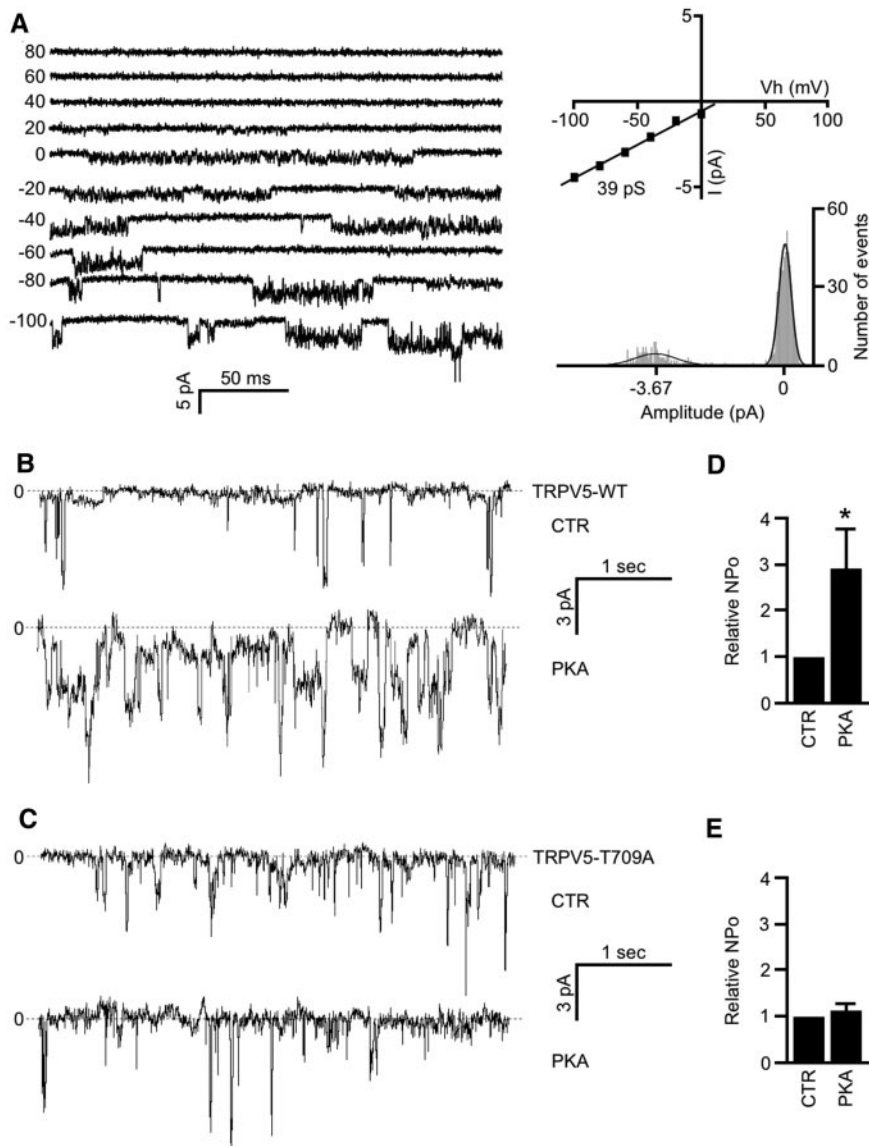 A
80
60
40
20
0
-20
-40
-60
-80
-100
5 pA
50 ms
5
Vh (mV)
-100
-50
50
100
39 pS
-5
I (pA)
60
30
0
Number of events
-3.67
0
Amplitude (pA)
B
0
TRPV5-WT
CTR
1 sec
3 pA
0
PKA
D
4
3
2
1
0
Relative NPo
*
CTR
PKA
C
0
TRPV5-T709A
CTR
1 sec
3 pA
0
PKA
E
4
3
2
1
0
Relative NPo
CTR
PKA